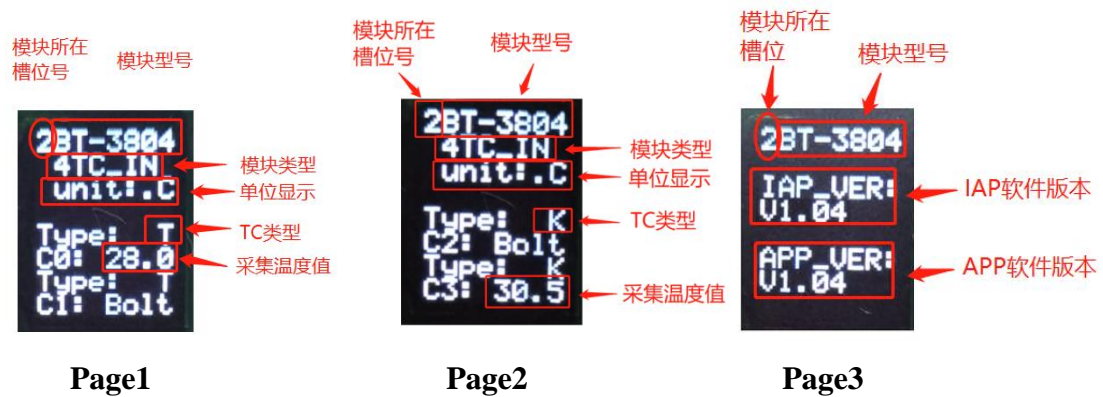 模块所在
槽位号
模块型号
2BT-3804
4TC_IN
unit:.C
Type: T
C0: 28.0
Type: T
C1: Bolt
模块类型
单位显示
TC类型
采集温度值
Page1
模块所在
槽位号
模块型号
2BT-3804
4TC_IN
unit:.C
Type: K
C2: Bolt
Type: K
C3: 30.5
模块类型
单位显示
TC类型
采集温度值
Page2
模块所在
槽位
模块型号
2BT-3804
IAP_VER:
V1.04
APP_VER:
V1.04
IAP软件版本
APP软件版本
Page3